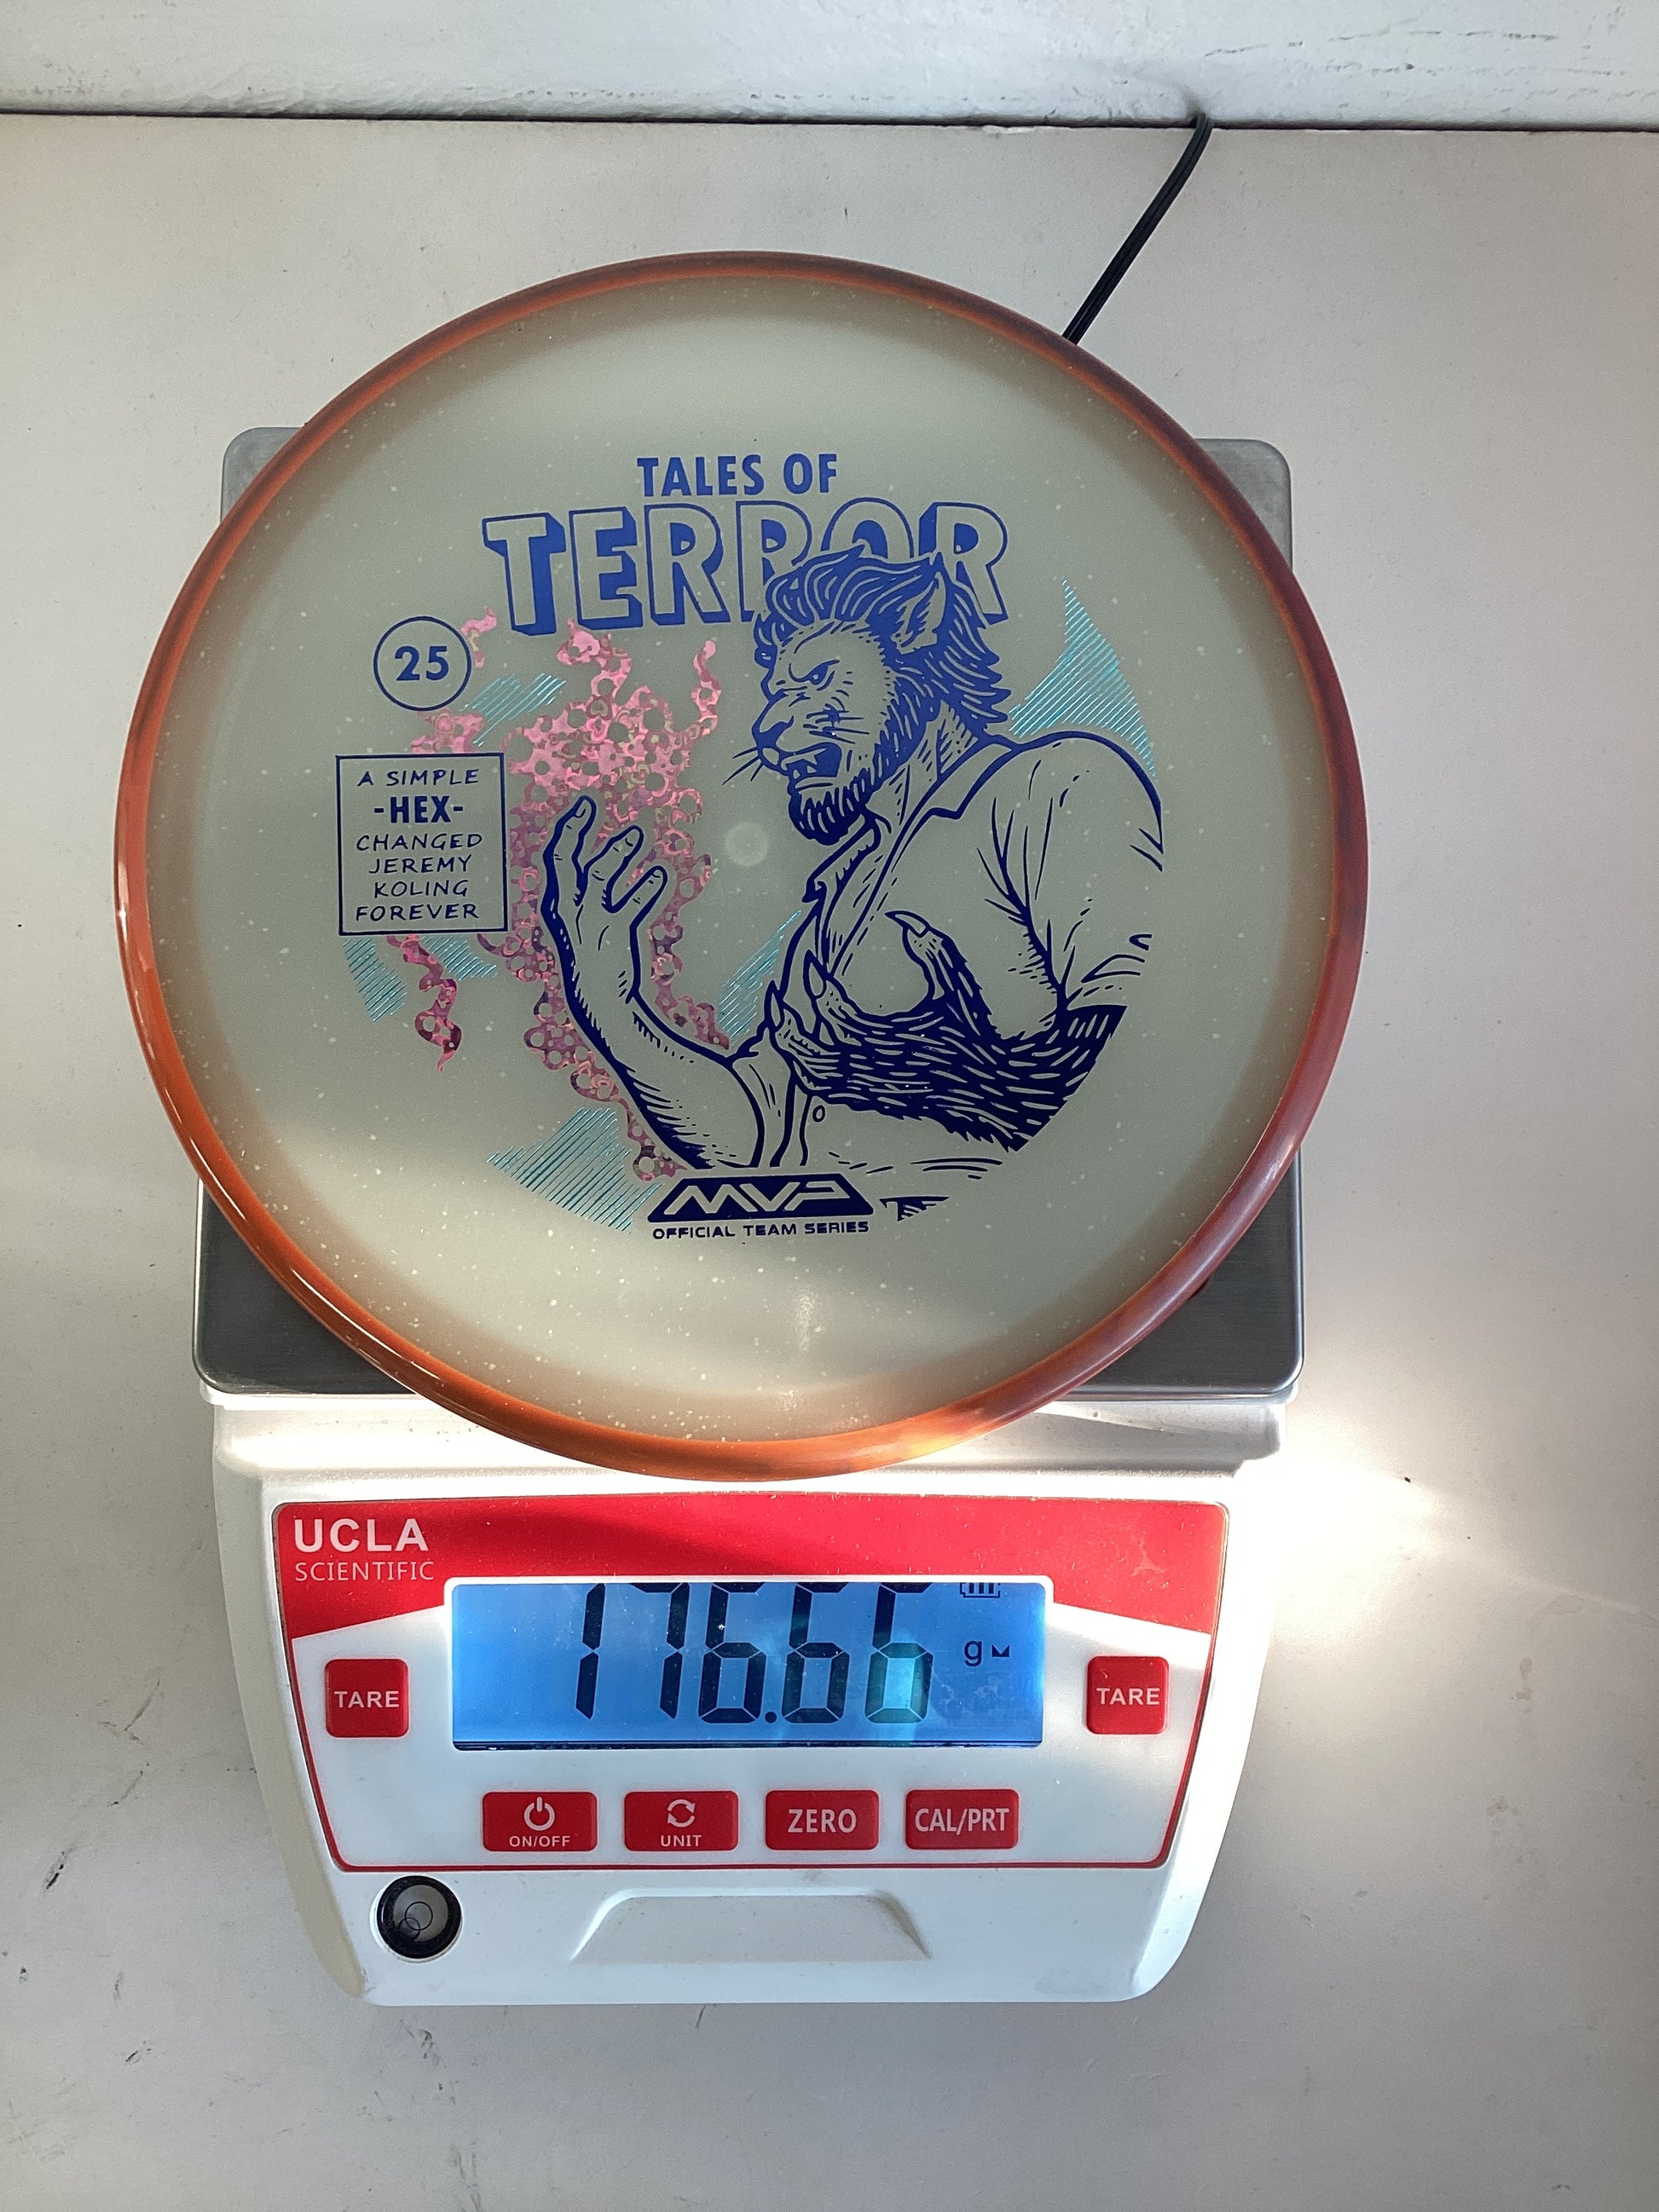 TALES OF
TERROR
25
A SIMPLE
-HEX-
CHANGED
JEREMY
KOLING
FOREVER
MVP
OFFICIAL TEAM SERIES
UCLA
SCIENTIFIC
176.66
g
TARE
TARE
ON/OFF
UNIT
ZERO
CAL/PRT